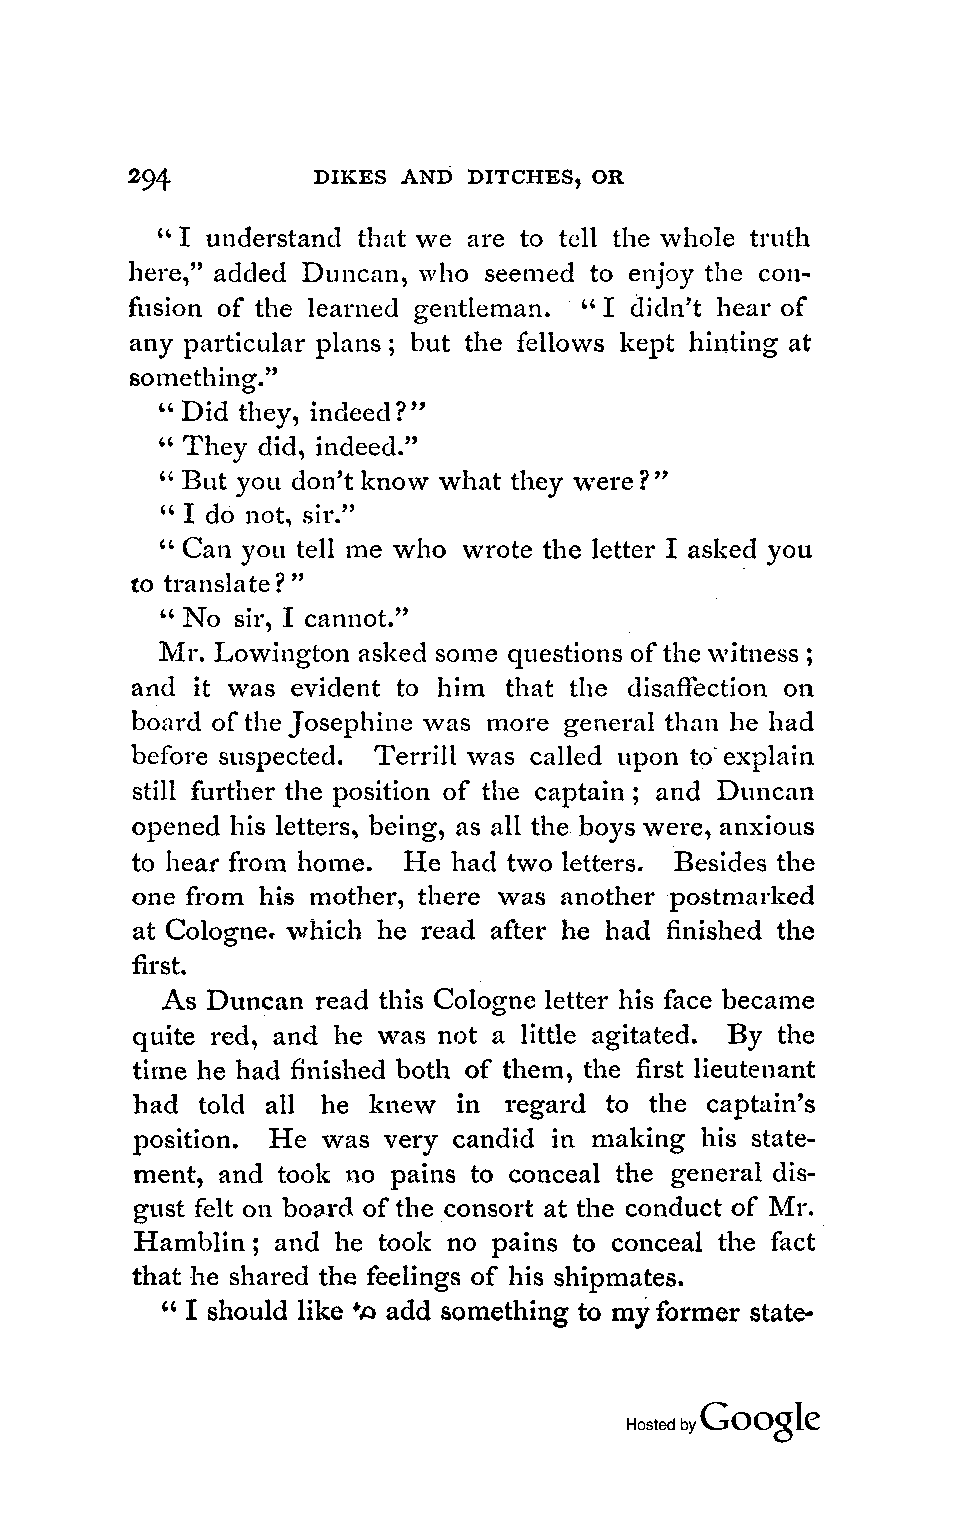 294 DIKES AND DITCHES, OR
“ I understand that we are to tell the whole truth
here,” added Duncan, who seemed to enjoy the con-
fusion of the learned gentleman. “ I didn't hear of
any particular plans ; but the fellows kept hinting at
something.”
“ Did they, indeed?”
“ They did, indeed.”
“ But you don't know what they were?”
“ I do not, sir.”
“ Can you tell me who wrote the letter I asked you
to translate?”
“ No sir, I cannot.”
Mr. Lowington asked some questions of the witness ;
and it was evident to him that the disaffection on
board of the Josephine was more general than he had
before suspected. Terrill was called upon to explain
still further the position of the captain ; and Duncan
opened his letters, being, as all the boys were, anxious
to hear from home. He had two letters. Besides the
one from his mother, there was another postmarked
at Cologne. which he read after he had finished the
first.
As Duncan read this Cologne letter his face became
quite red, and he was not a little agitated. By the
time he had finished both of them, the first lieutenant
had told all he knew in regard to the captain's
position. He was very candid in making his state-
ment, and took no pains to conceal the general dis-
gust felt on board of the consort at the conduct of Mr.
Hamblin ; and he took no pains to conceal the fact
that he shared the feelings of his shipmates.
“ I should like to add something to my former state-
Hosted by Google